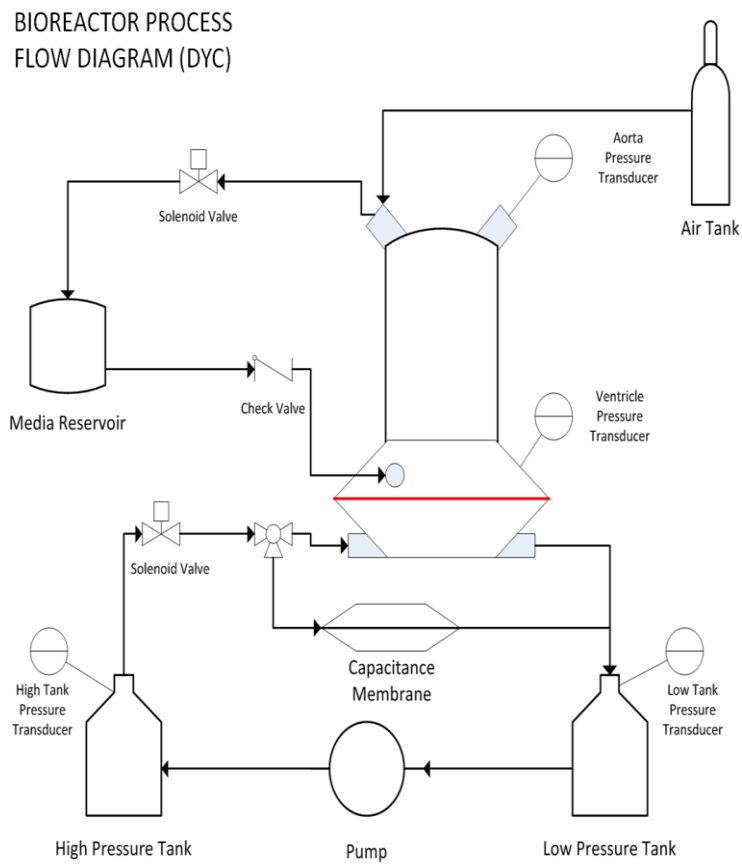 BIOREACTOR PROCESS
FLOW DIAGRAM (DYC)
Aorta
Pressure
Transducer
Air Tank
Solenoid Valve
Media Reservoir
Check Valve
Ventricle
Pressure
Transducer
Solenoid Valve
Capacitance
Membrane
High Tank
Pressure
Transducer
Low Tank
Pressure
Transducer
High Pressure Tank
Pump
Low Pressure Tank